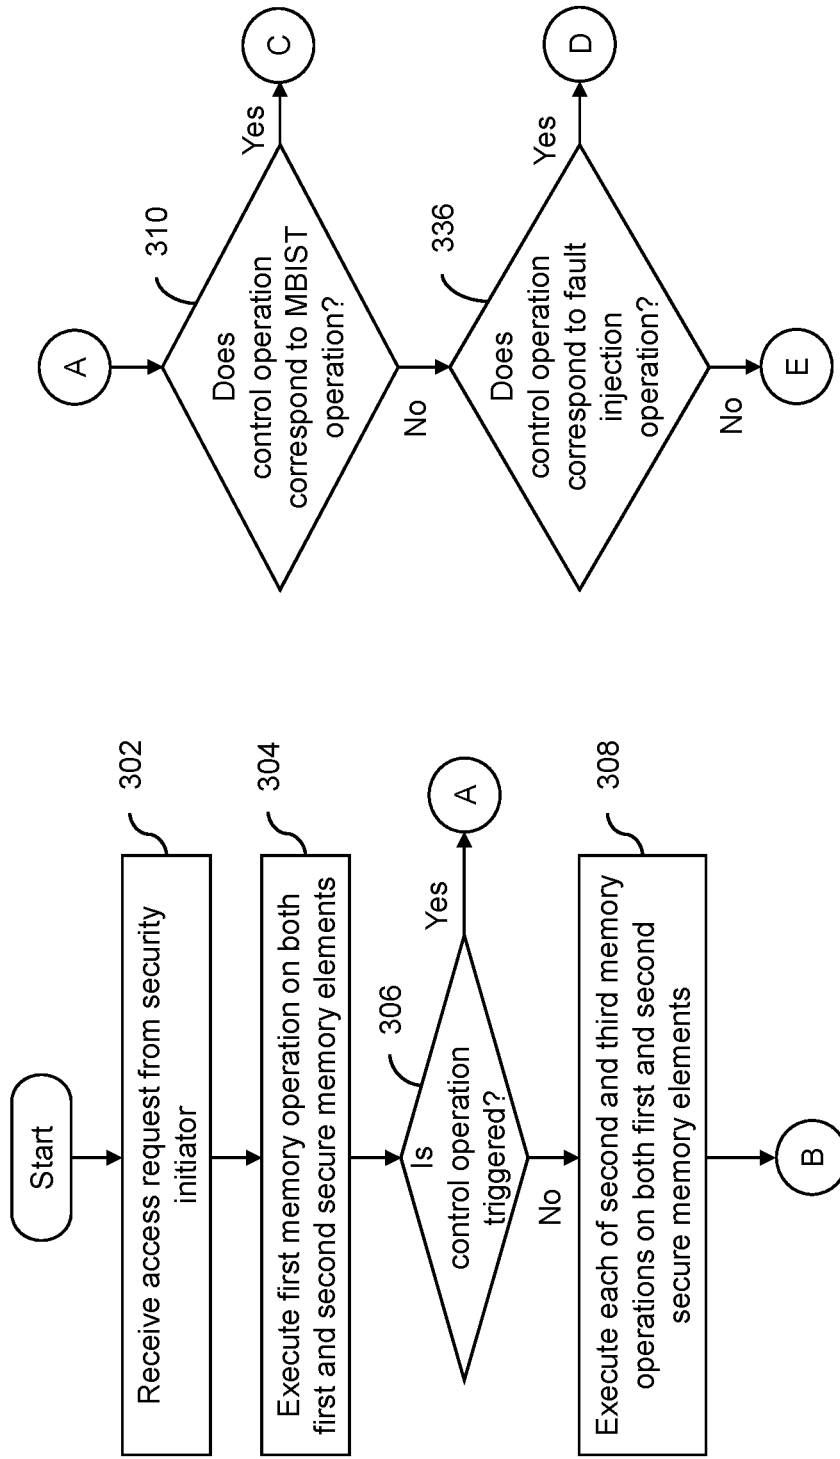 Start
302
Receive access request from security
initiator
304
Execute first memory operation on both
first and second secure memory elements
306
Is
control operation
triggered?
Yes
A
No
308
Execute each of second and third memory
operations on both first and second
secure memory elements
B
A
310
Does
control operation
correspond to MBIST
operation?
Yes
C
No
336
Does
control operation
correspond to fault
injection
operation?
Yes
D
No
E